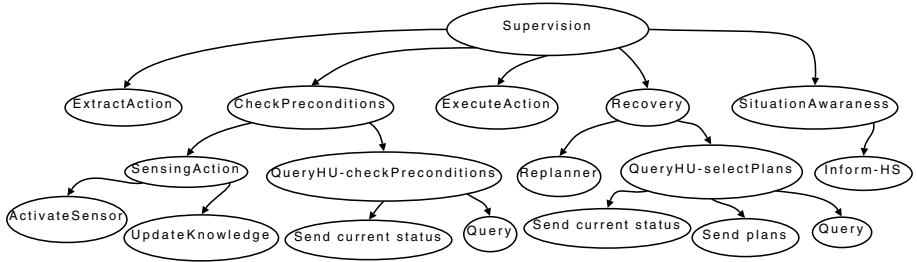 Supervision
ExtractAction
CheckPreconditions
ExecuteAction
Recovery
SituationAwaraness
SensingAction
QueryHU-checkPreconditions
Replanner
QueryHU-selectPlans
Inform-HS
ActivateSensor
UpdateKnowledge
Send current status
Query
Send current status
Send plans
Query